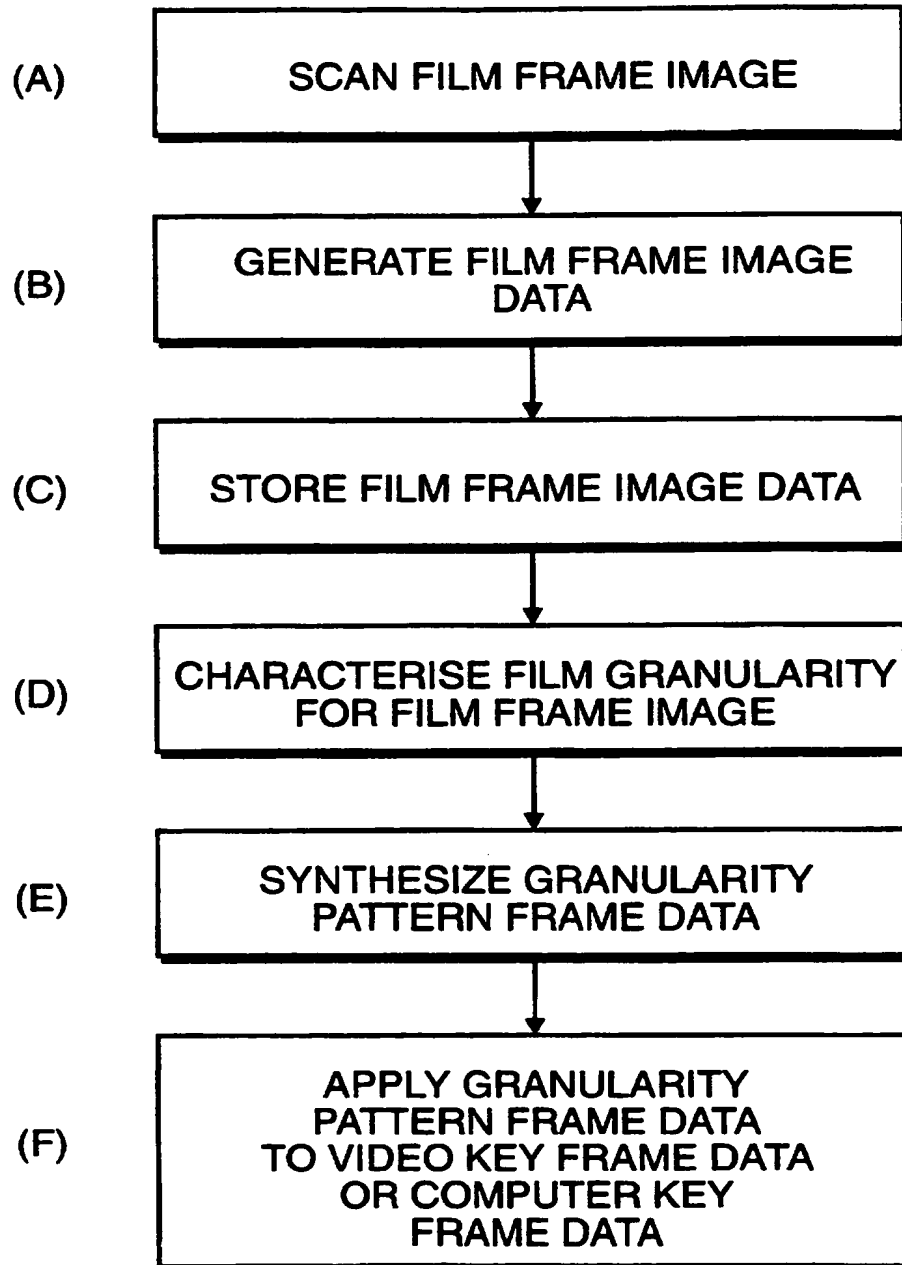 (A)
SCAN FILM FRAME IMAGE
(B)
GENERATE FILM FRAME IMAGE
DATA
(C)
STORE FILM FRAME IMAGE DATA
(D)
CHARACTERISE FILM GRANULARITY
FOR FILM FRAME IMAGE
(E)
SYNTHESIZE GRANULARITY
PATTERN FRAME DATA
(F)
APPLY GRANULARITY
PATTERN FRAME DATA
TO VIDEO KEY FRAME DATA
OR COMPUTER KEY
FRAME DATA